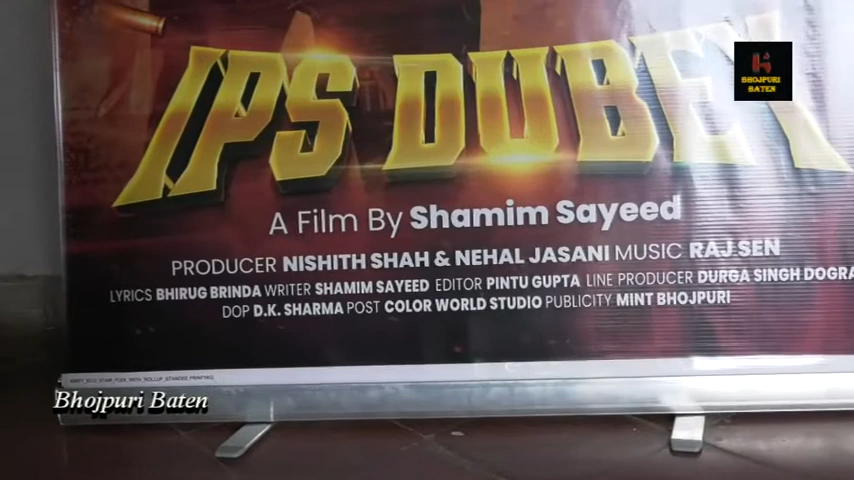 IPS DUBEY
BHOJPURI
BATEN
A Film By Shamim Sayeed
PRODUCER NISHITH SHAH & NEHAL JASANI MUSIC RAJ SEN
LYRICS BHIRUG BRINDA WRITER SHAMIM SAYEED EDITOR PINTU GUPTA LINE PRODUCER DURGA SINGH DOGRA
DOP D.K. SHARMA POST COLOR WORLD STUDIO PUBLICITY MINT BHOJPURI
Bhojpuri Baten